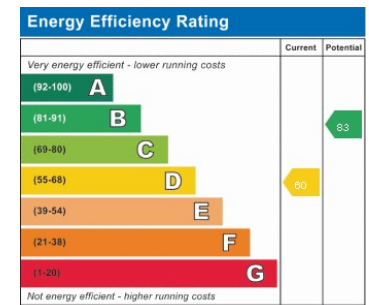 Energy Efficiency Rating
Current Potential
Very energy efficient - lower running costs
(92-100) A
(81-91) B
83
(69-80) C
(55-68) D
60
(39-54) E
(21-38) F
(1-20) G
Not energy efficient - higher running costs